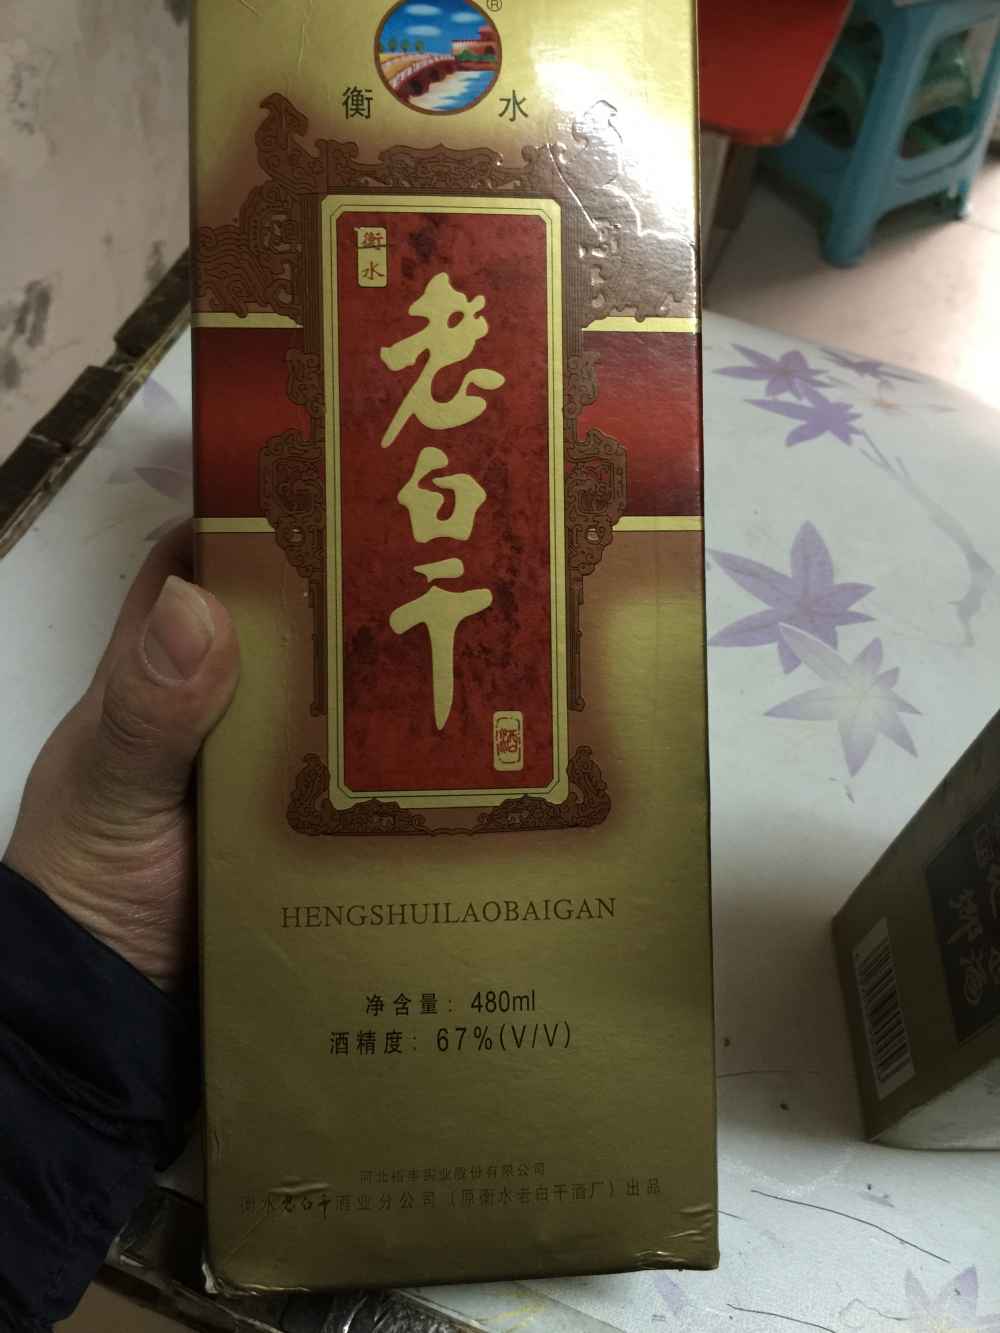 ®
衡 水
衡
水
老
白
干
HENGSHUILAOBAIGAN
净含量: 480ml
酒精度: 67%(V/V)
河北裕丰实业股份有限公司
衡水老白干酒业分公司(原衡水老白干酒厂)出品